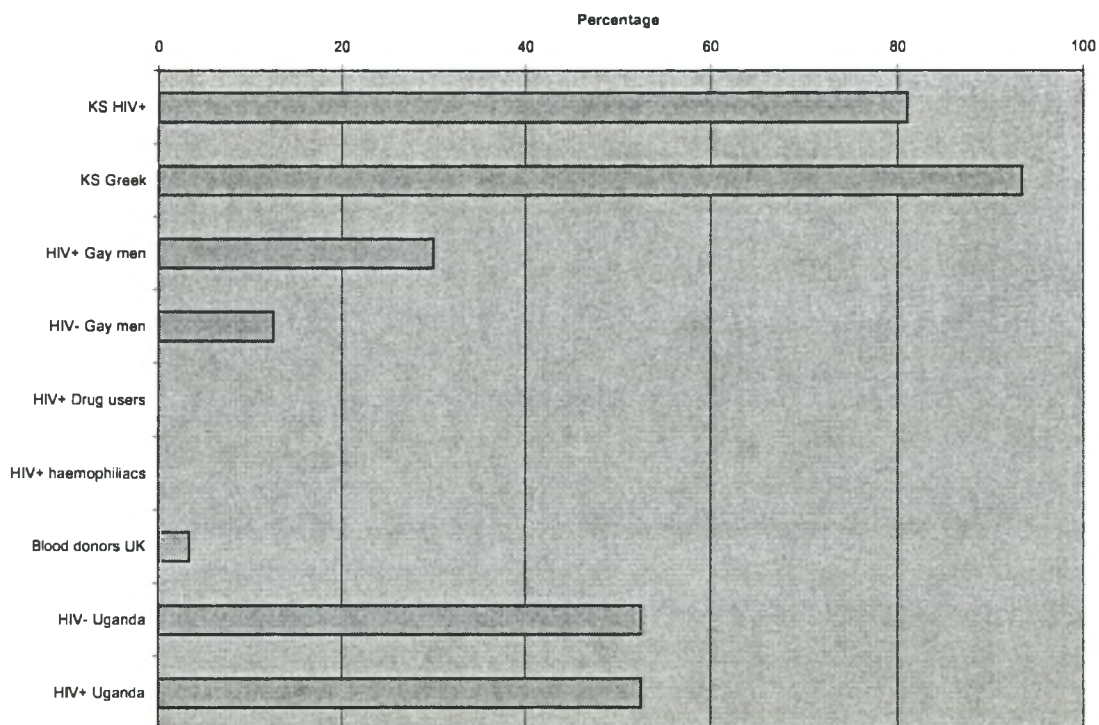 Percentage
0 20 40 60 80 100
KS HIV+
KS Greek
HIV+ Gay men
HIV- Gay men
HIV+ Drug users
HIV+ haemophiliacs
Blood donors UK
HIV- Uganda
HIV+ Uganda